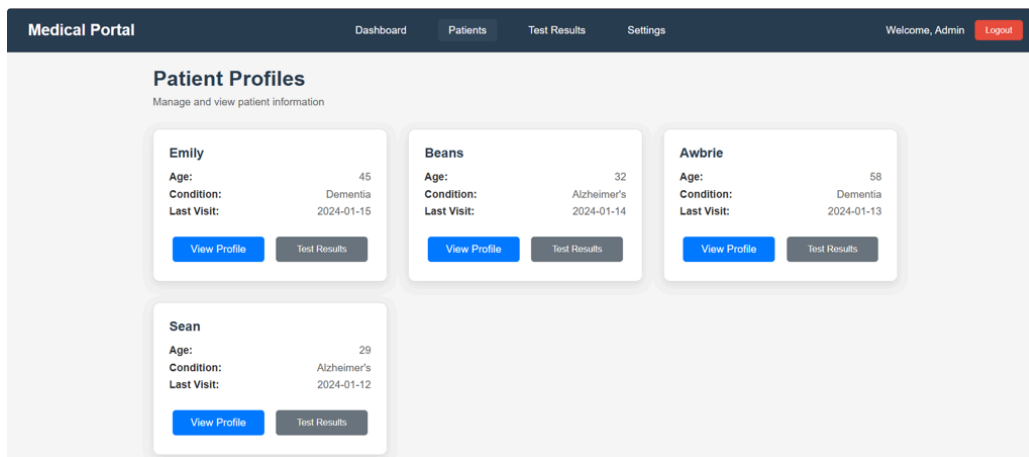 Medical Portal Dashboard Patients Test Results Settings Welcome, Admin Logout
Patient Profiles
Manage and view patient information
Emily
Age: 45
Condition: Dementia
Last Visit: 2024-01-15
View Profile Test Results
Beans
Age: 32
Condition: Alzheimer's
Last Visit: 2024-01-14
View Profile Test Results
Awbrie
Age: 58
Condition: Dementia
Last Visit: 2024-01-13
View Profile Test Results
Sean
Age: 29
Condition: Alzheimer's
Last Visit: 2024-01-12
View Profile Test Results